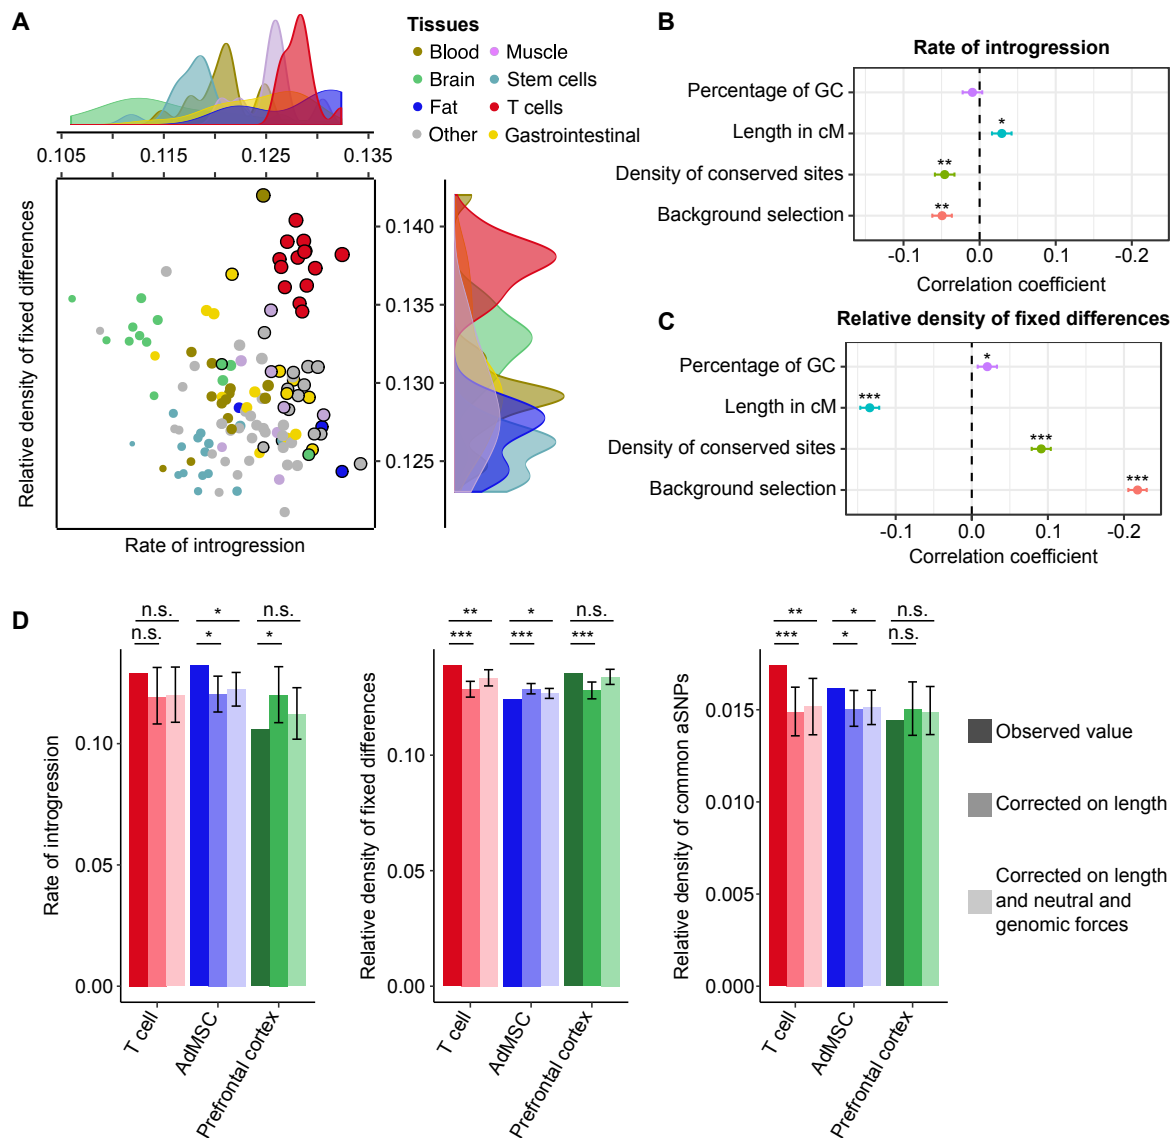 A
Tissues
Blood
Muscle
Brain
Stem cells
Fat
T cells
Other
Gastrointestinal
0.105
0.115
0.125
0.135
Relative density of fixed differences
0.140
0.135
0.130
0.125
Rate of introgression
B
Rate of introgression
Percentage of GC
Length in cM
*
Density of conserved sites
**
Background selection
**
-0.1
0.0
-0.1
-0.2
Correlation coefficient
C
Relative density of fixed differences
Percentage of GC
*
Length in cM
***
Density of conserved sites
***
Background selection
***
-0.1
0.0
0.1
-0.2
Correlation coefficient
D
n.s.
*
n.s.
n.s.
*
*
Rate of introgression
0.10
0.05
0.00
T cell
AdMSC
Prefrontal cortex
**
*
n.s.
***
***
***
Relative density of fixed differences
0.10
0.05
0.00
T cell
AdMSC
Prefrontal cortex
**
*
n.s.
***
*
n.s.
Relative density of common aSNPs
0.015
0.010
0.005
0.000
T cell
AdMSC
Prefrontal cortex
Observed value
Corrected on length
Corrected on length
and neutral and
genomic forces